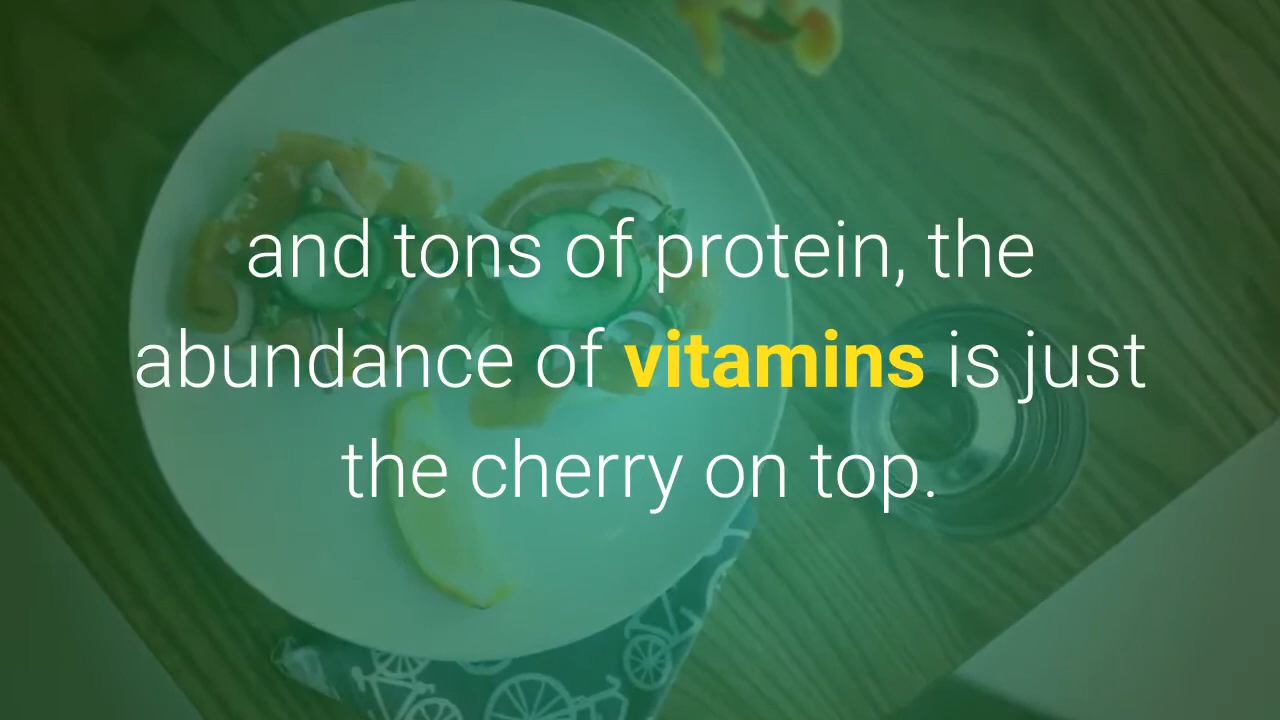 and tons of protein, the
abundance of vitamins is just
the cherry on top.